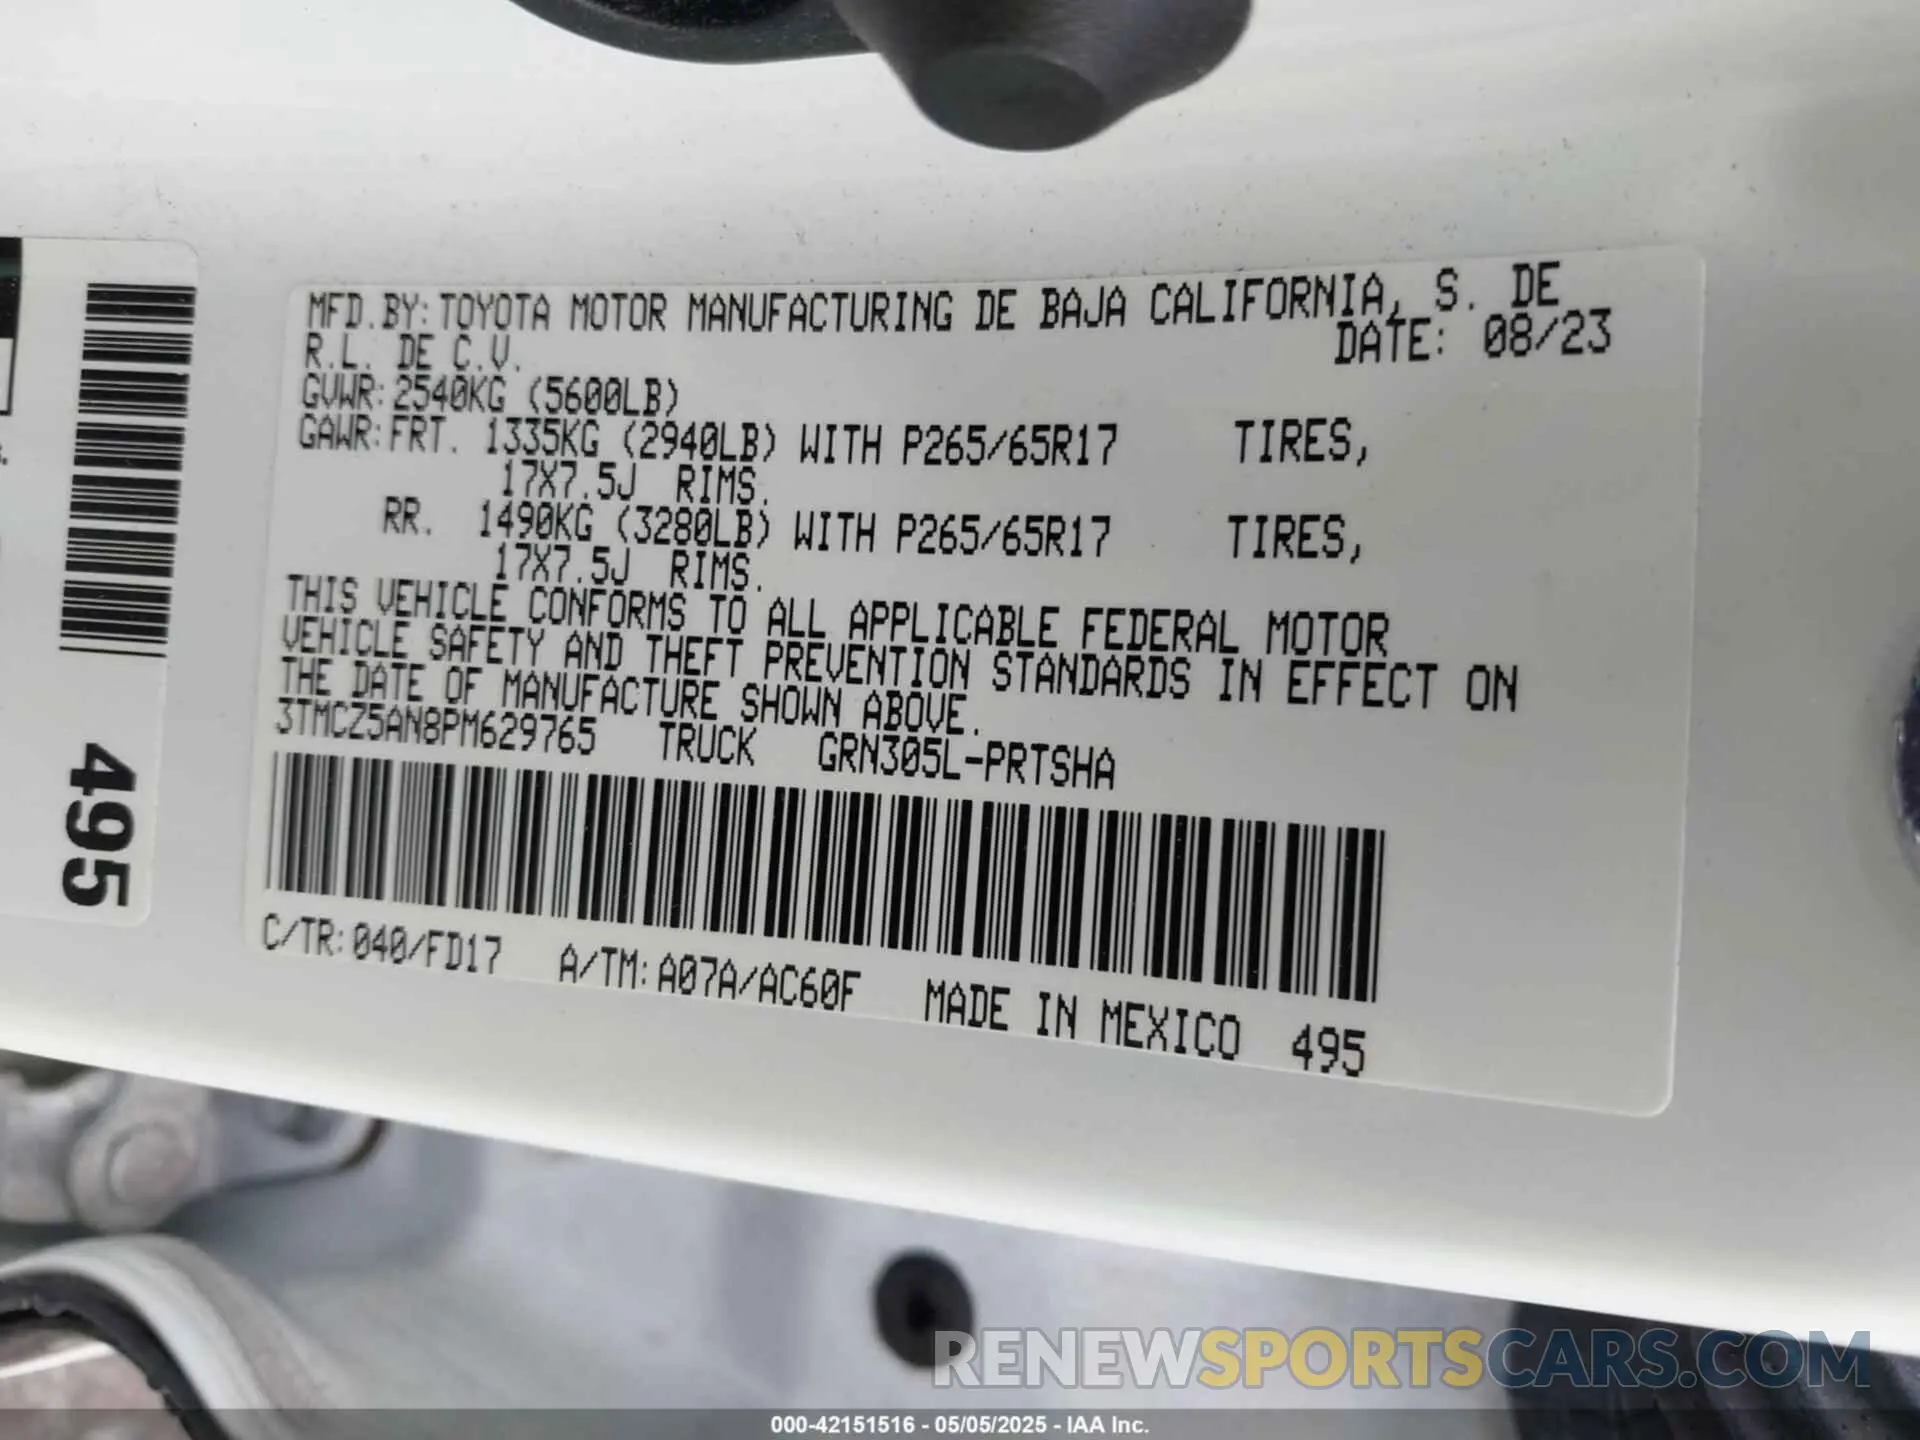 MFD.BY:TOYOTA MOTOR MANUFACTURING DE BAJA CALIFORNIA, S. DE
R.L. DE C.V. DATE: 08/23
GVWR:2540KG (5600LB)
GAWR:FRT. 1335KG (2940LB) WITH P265/65R17 TIRES,
17X7.5J RIMS.
RR. 1490KG (3280LB) WITH P265/65R17 TIRES,
17X7.5J RIMS.
THIS VEHICLE CONFORMS TO ALL APPLICABLE FEDERAL MOTOR
VEHICLE SAFETY AND THEFT PREVENTION STANDARDS IN EFFECT ON
THE DATE OF MANUFACTURE SHOWN ABOVE.
3TMCZ5AN8PM629765 TRUCK GRN305L-PRTSHA
C/TR:040/FD17 A/TM:A07A/AC60F MADE IN MEXICO 495
495
RENEWSPORTSCARS.COM
000-42151516 - 05/05/2025 - IAA Inc.